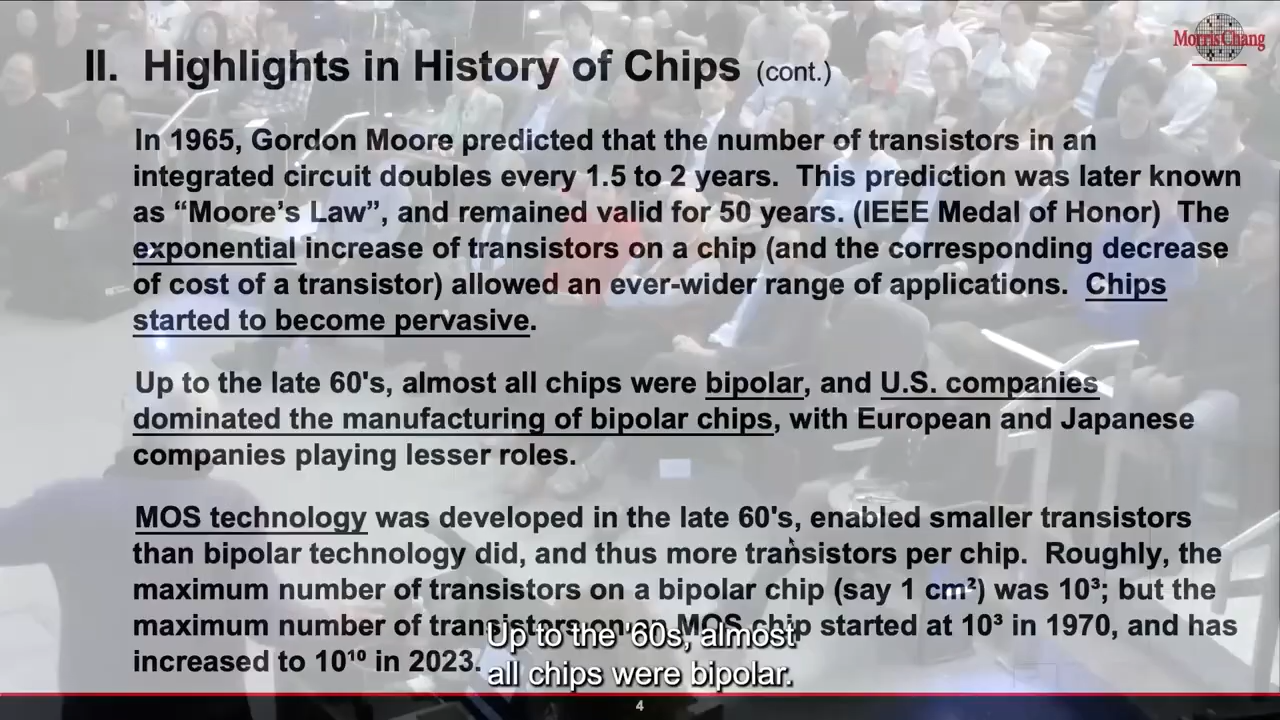 MorrisChang
II. Highlights in History of Chips (cont.)
In 1965, Gordon Moore predicted that the number of transistors in an
integrated circuit doubles every 1.5 to 2 years. This prediction was later known
as “Moore’s Law”, and remained valid for 50 years. (IEEE Medal of Honor) The
exponential increase of transistors on a chip (and the corresponding decrease
of cost of a transistor) allowed an ever-wider range of applications. Chips
started to become pervasive.
Up to the late 60's, almost all chips were bipolar, and U.S. companies
dominated the manufacturing of bipolar chips, with European and Japanese
companies playing lesser roles.
MOS technology was developed in the late 60's, enabled smaller transistors
than bipolar technology did, and thus more transistors per chip. Roughly, the
maximum number of transistors on a bipolar chip (say 1 cm²) was 10³; but the
maximum number of transistors on MOS chip started at 10³ in 1970, and has
increased to 10¹⁰ in 2023.
Up to the '60s, almost
all chips were bipolar.
4